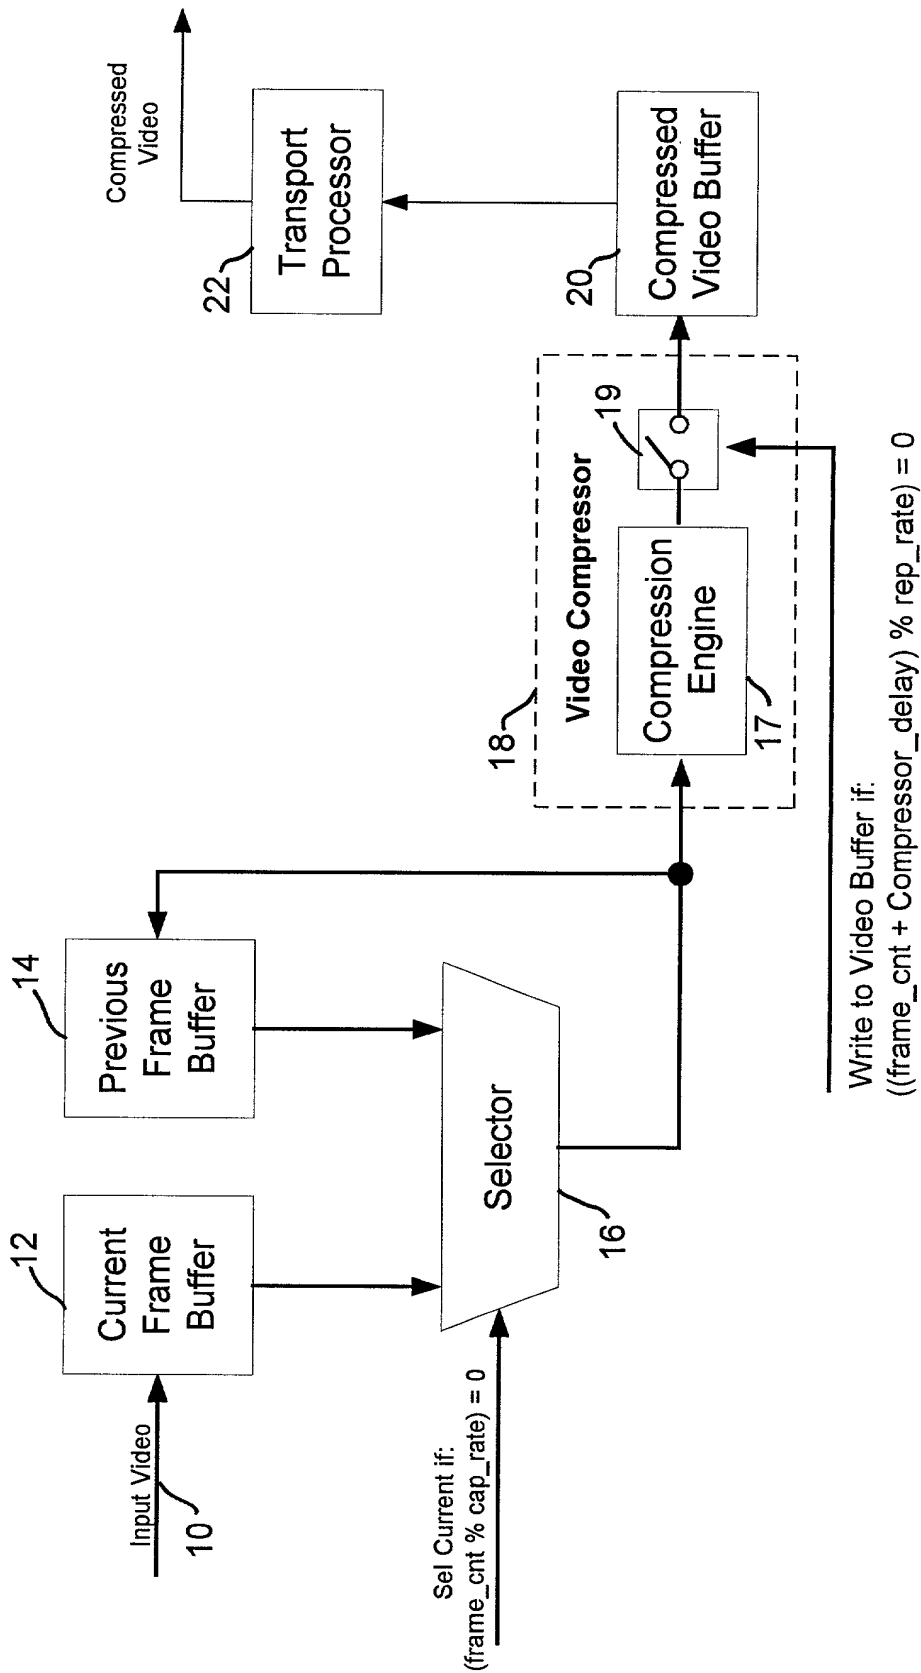 Input Video
10
12
Current
Frame
Buffer
14
Previous
Frame
Buffer
Sel Current if:
(frame_cnt % cap_rate) = 0
Selector
16
18
Video Compressor
Compression
Engine
17
19
Write to Video Buffer if:
((frame_cnt + Compressor_delay) % rep_rate) = 0
20
Compressed
Video Buffer
22
Transport
Processor
Compressed
Video